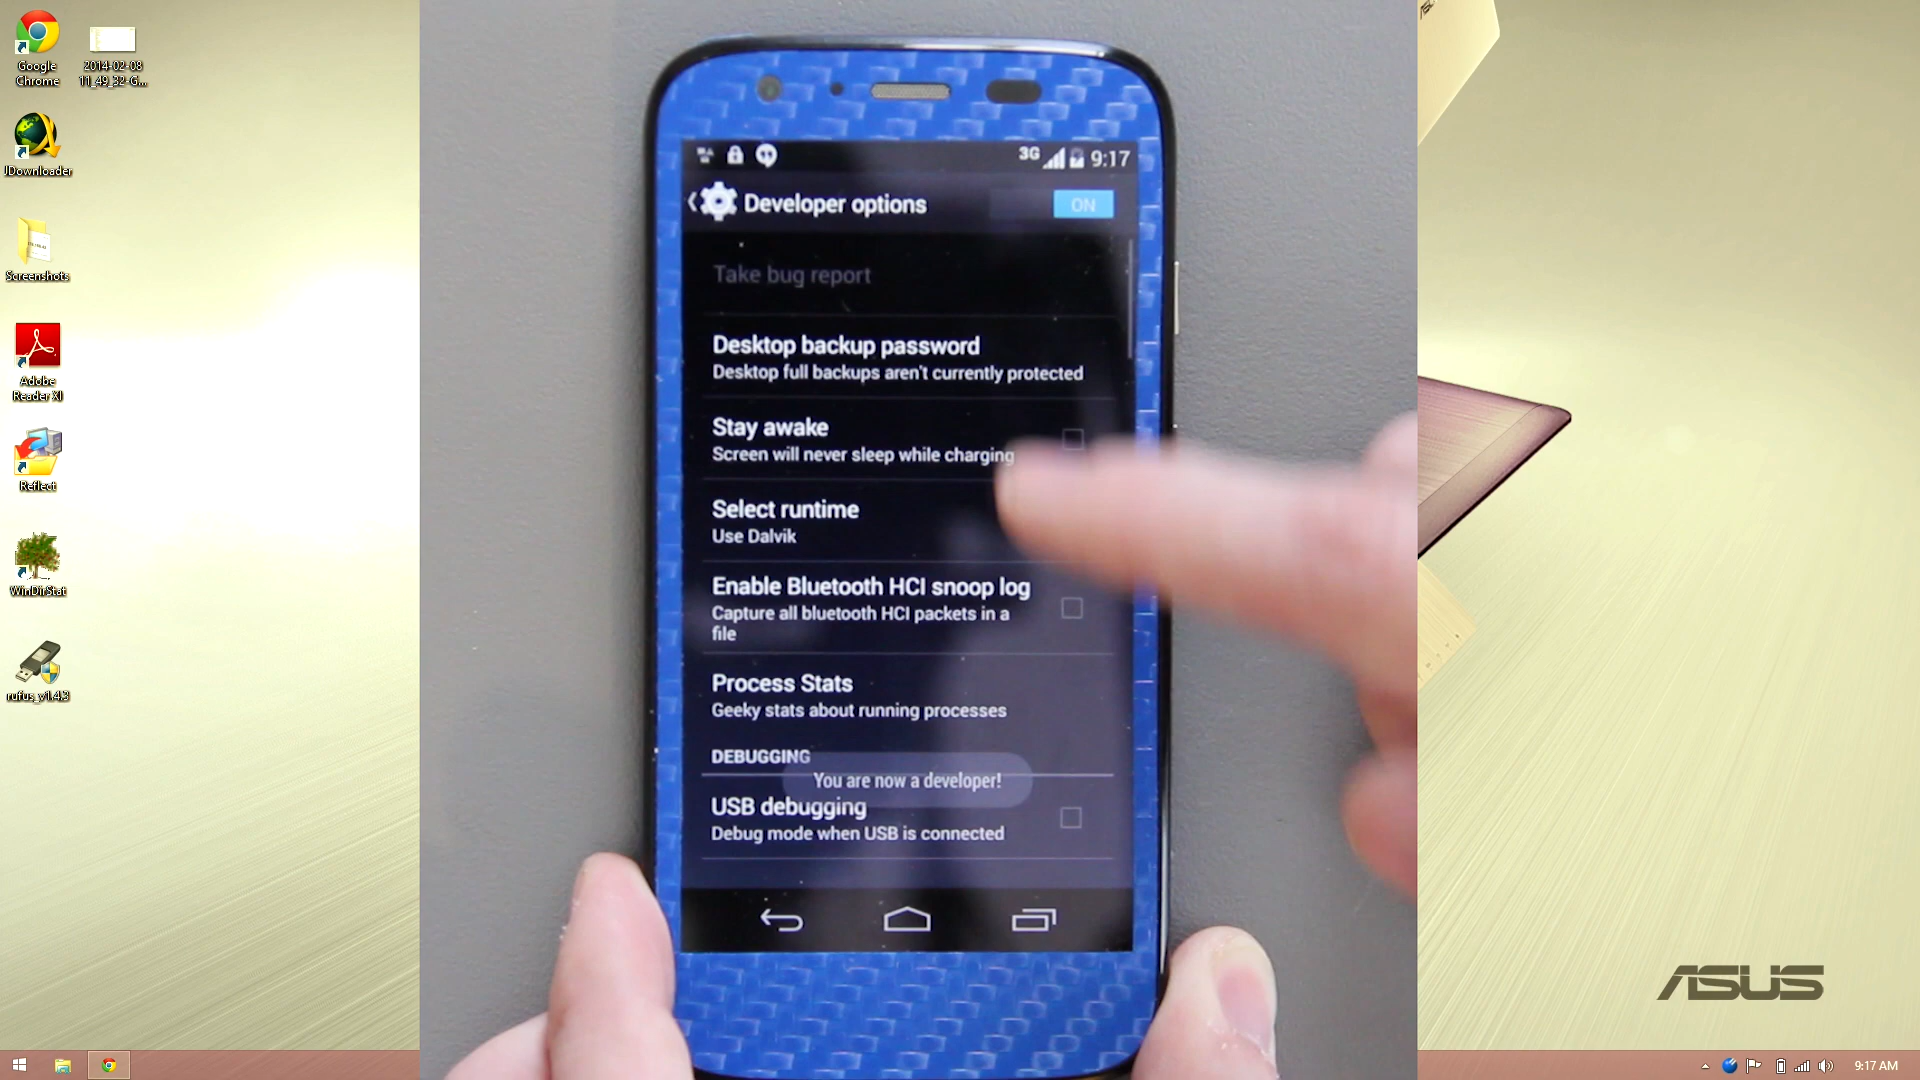 Google
Chrome
2014-02-08
11_49_32-G...
JDownloader
Screenshots
Adobe
Reader XI
Reflect
WinDirStat
rufus_v1.4.3
3G
9:17
Developer options
ON
Take bug report
Desktop backup password
Desktop full backups aren't currently protected
Stay awake
Screen will never sleep while charging
Select runtime
Use Dalvik
Enable Bluetooth HCI snoop log
Capture all bluetooth HCI packets in a
file
Process Stats
Geeky stats about running processes
DEBUGGING
You are now a developer!
USB debugging
Debug mode when USB is connected
ASUS
ASUS
9:17 AM